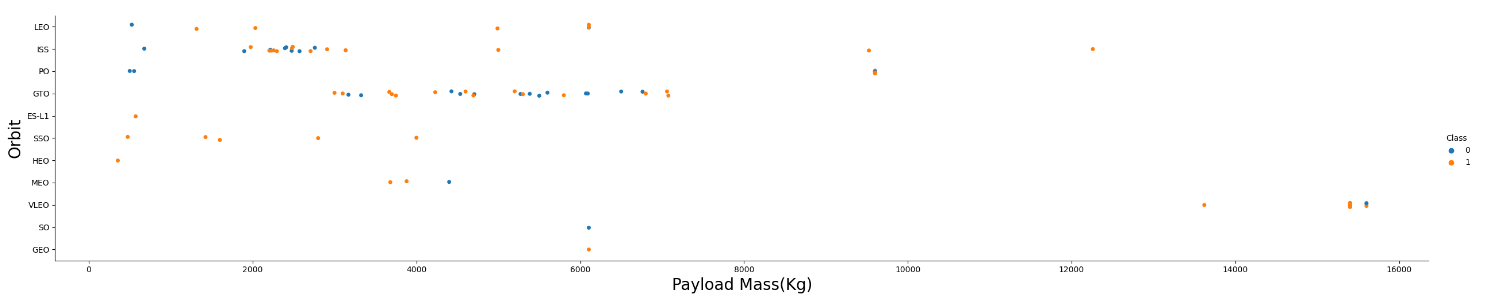 LEO
ISS
PO
GTO
ES-L1
SSO
HEO
MEO
VLEO
SO
GEO
Orbit
0 2000 4000 6000 8000 10000 12000 14000 16000
Payload Mass(Kg)
Class
0
1